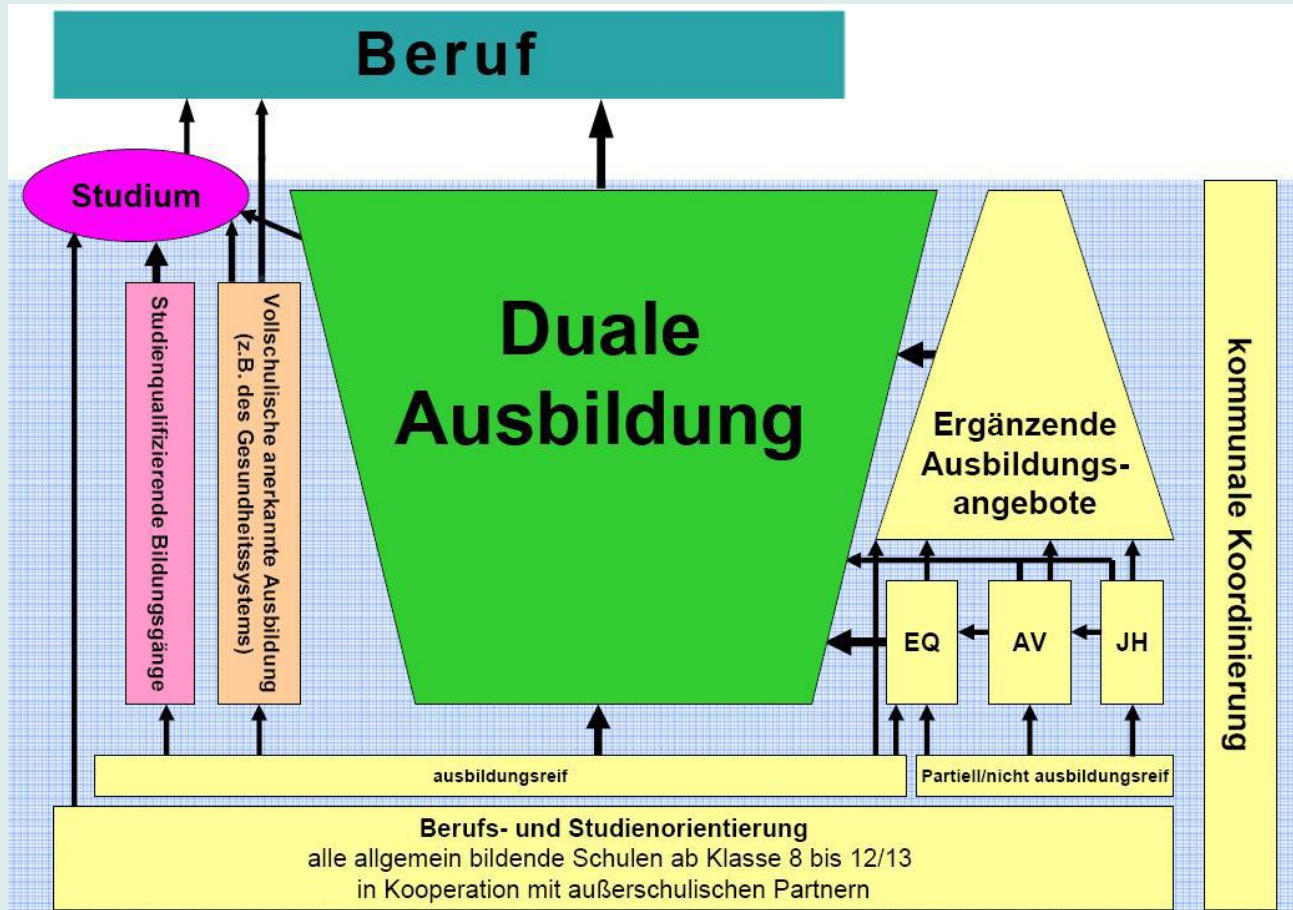 Beruf
Studium
Studienqualifizierende Bildungsgänge
Vollschulische anerkannte Ausbildung
(z.B. des Gesundheitssystems)
Duale
Ausbildung
Ergänzende
Ausbildungs-
angebote
EQ
AV
JH
kommunale Koordinierung
ausbildungsreif
Partiell/nicht ausbildungsreif
Berufs- und Studienorientierung
alle allgemein bildende Schulen ab Klasse 8 bis 12/13
in Kooperation mit außerschulischen Partnern